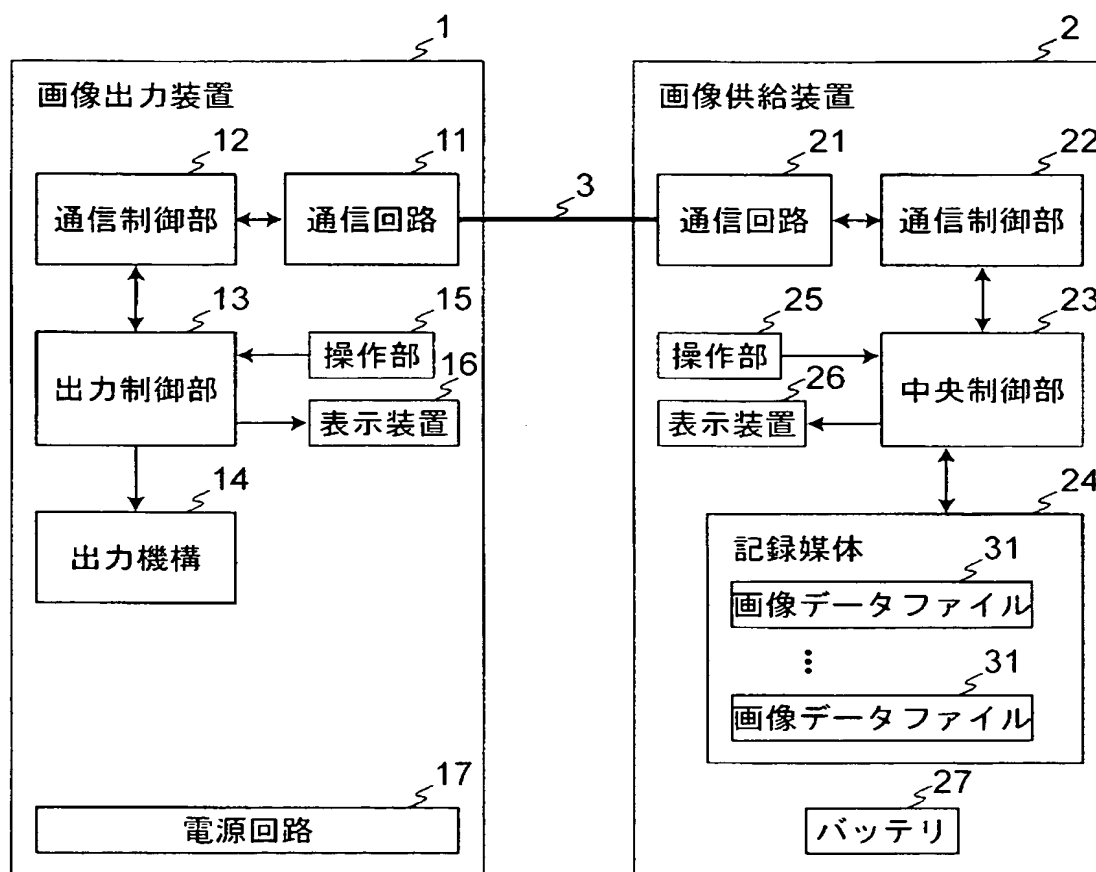 1
画像出力装置
12
11
通信制御部
通信回路
13
15
出力制御部
操作部
16
表示装置
14
出力機構
17
電源回路
3
2
画像供給装置
21
22
通信回路
通信制御部
25
23
操作部
中央制御部
26
表示装置
24
記録媒体
31
画像データファイル
31
画像データファイル
27
バッテリ